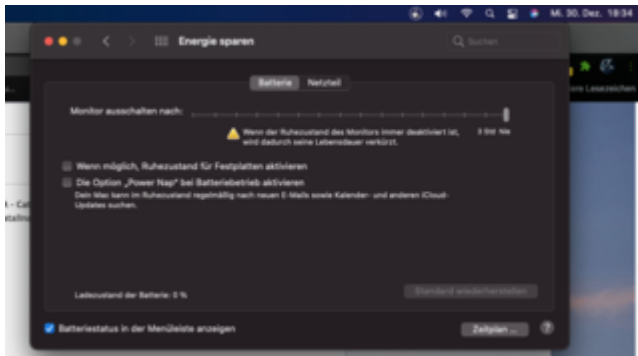 Mi. 30. Dez. 18:34
Energie sparen
Suchen
Batterie Netzteil
Monitor ausschalten nach:
Wenn der Ruhezustand des Monitors immer deaktiviert ist,
wird dadurch seine Lebensdauer verkürzt.
3 Std Nie
Wenn möglich, Ruhezustand für Festplatten aktivieren
Die Option „Power Nap“ bei Batteriebetrieb aktivieren
Dein Mac kann im Ruhezustand regelmäßig nach neuen E-Mails sowie Kalender- und anderen iCloud-
Updates suchen.
Ladezustand der Batterie: 0 %
Standard wiederherstellen
Batteriestatus in der Menüleiste anzeigen
Zeitplan ...
?